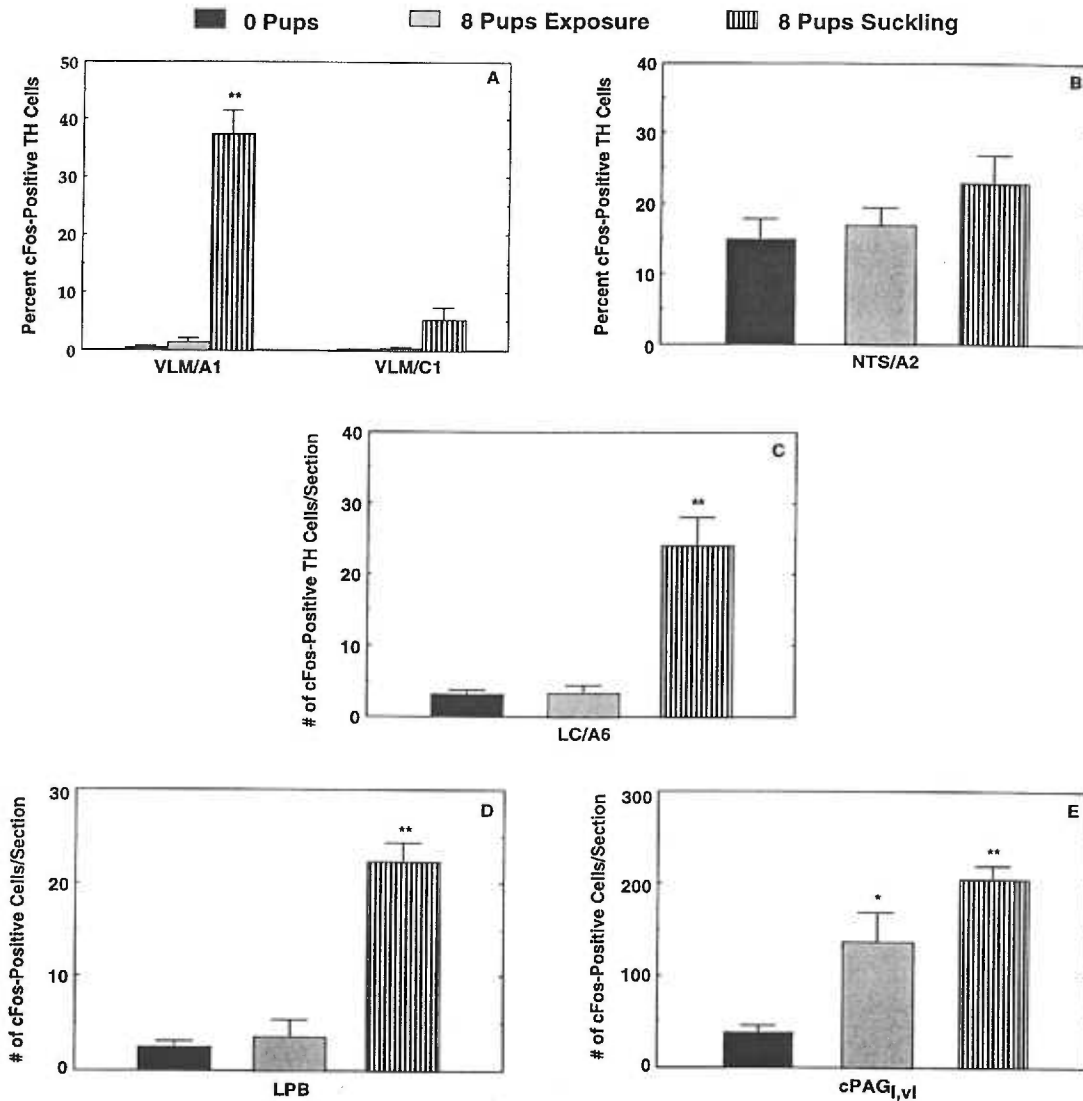 0 Pups 8 Pups Exposure 8 Pups Suckling
A
Percent cFos-Positive TH Cells
50
40
30
20
10
0
**
VLM/A1 VLM/C1
B
Percent cFos-Positive TH Cells
40
30
20
10
0
NTS/A2
C
# of cFos-Positive TH Cells/Section
40
30
20
10
0
**
LC/A6
D
# of cFos-Positive Cells/Section
30
20
10
0
**
LPB
E
# of cFos-Positive Cells/Section
300
200
100
0
*
**
cPAGl,vl